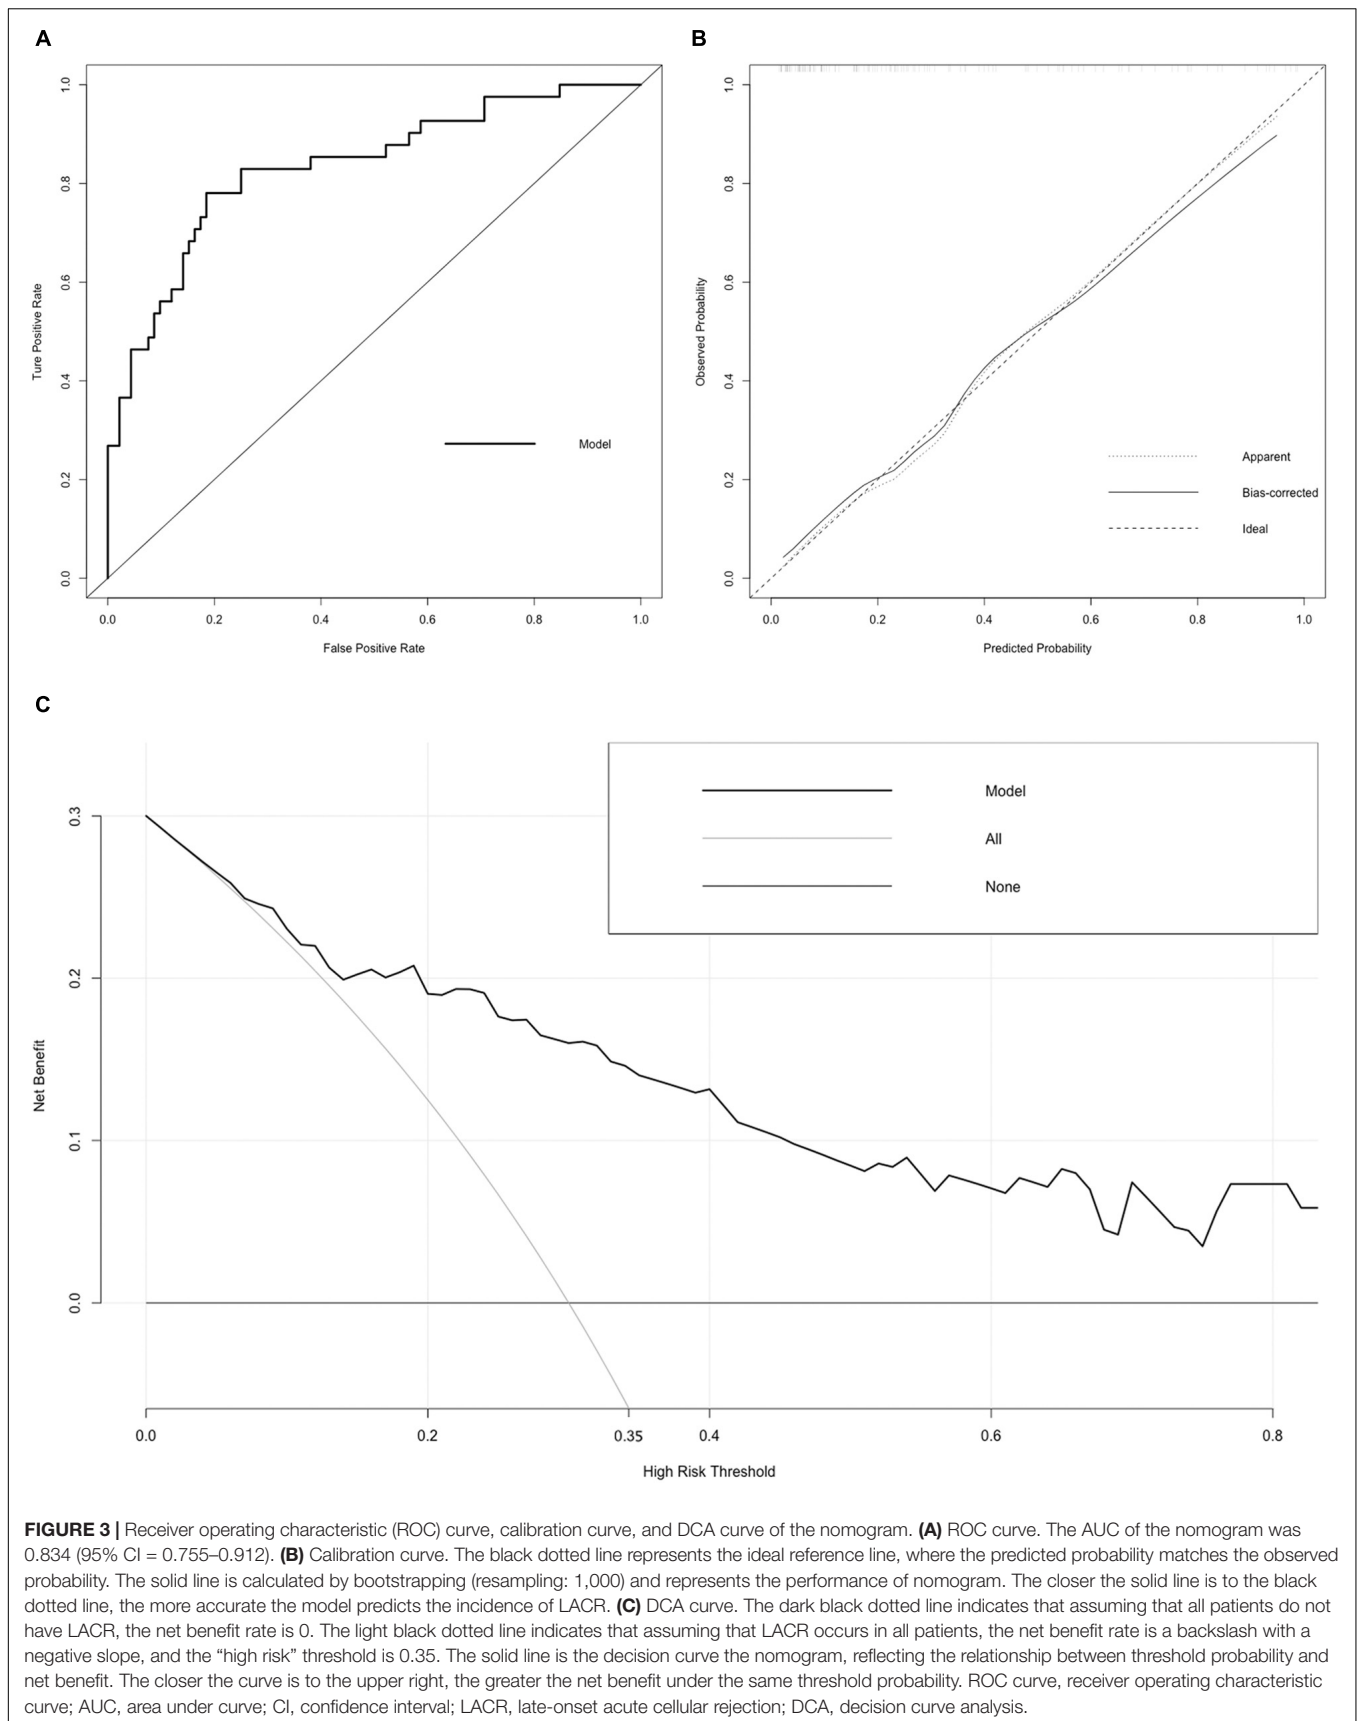 A
1.0
0.8
0.6
0.4
0.2
0.0
Ture Positive Rate
Model
0.0 0.2 0.4 0.6 0.8 1.0
False Positive Rate
B
1.0
0.8
0.6
0.4
0.2
0.0
Observed Probability
Apparent
Bias-corrected
Ideal
0.0 0.2 0.4 0.6 0.8 1.0
Predicted Probability
C
0.3
0.2
0.1
0.0
Net Benefit
Model
All
None
0.0 0.2 0.35 0.4 0.6 0.8
High Risk Threshold
FIGURE 3 | Receiver operating characteristic (ROC) curve, calibration curve, and DCA curve of the nomogram. (A) ROC curve. The AUC of the nomogram was
0.834 (95% CI = 0.755–0.912). (B) Calibration curve. The black dotted line represents the ideal reference line, where the predicted probability matches the observed
probability. The solid line is calculated by bootstrapping (resampling: 1,000) and represents the performance of nomogram. The closer the solid line is to the black
dotted line, the more accurate the model predicts the incidence of LACR. (C) DCA curve. The dark black dotted line indicates that assuming that all patients do not
have LACR, the net benefit rate is 0. The light black dotted line indicates that assuming that LACR occurs in all patients, the net benefit rate is a backslash with a
negative slope, and the “high risk” threshold is 0.35. The solid line is the decision curve the nomogram, reflecting the relationship between threshold probability and
net benefit. The closer the curve is to the upper right, the greater the net benefit under the same threshold probability. ROC curve, receiver operating characteristic
curve; AUC, area under curve; CI, confidence interval; LACR, late-onset acute cellular rejection; DCA, decision curve analysis.